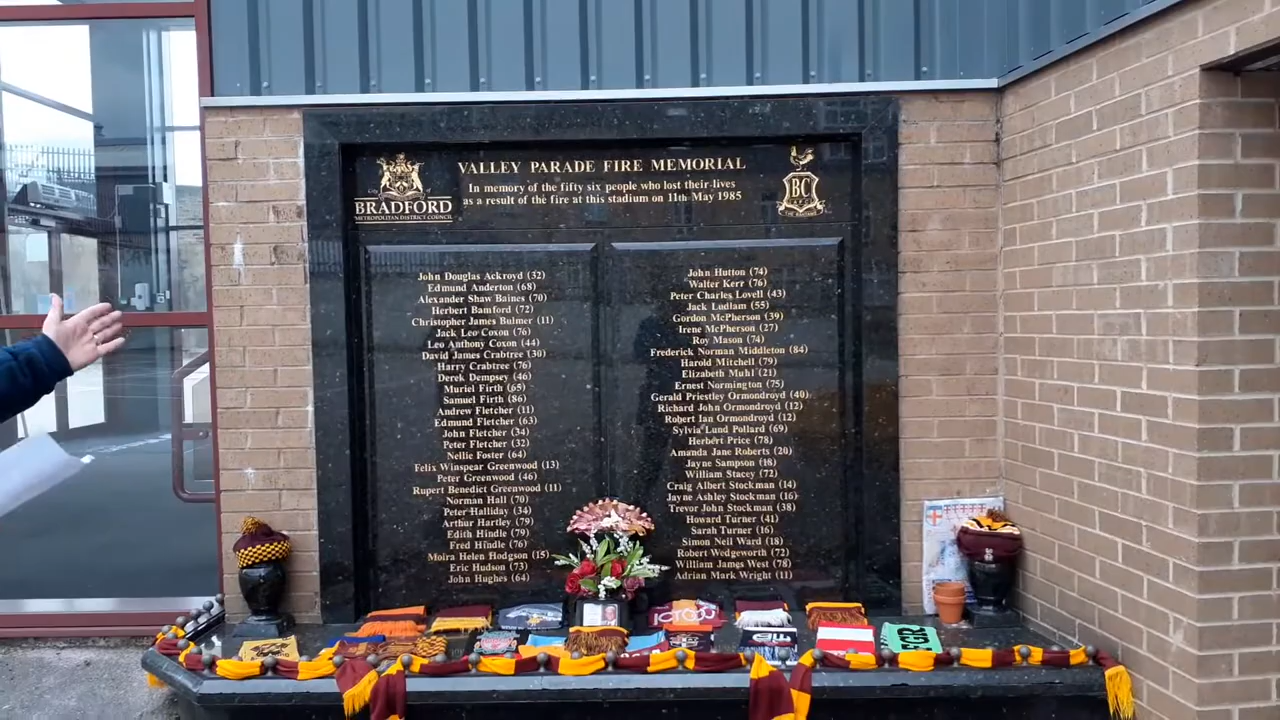 VALLEY PARADE FIRE MEMORIAL
In memory of the fifty six people who lost their lives
as a result of the fire at this stadium on 11th May 1985
City of
BRADFORD
METROPOLITAN DISTRICT COUNCIL
BC
A.F.C
THE BANTAMS
John Douglas Ackroyd (32)
Edmund Anderton (68)
Alexander Shaw Baines (70)
Herbert Bamford (72)
Christopher James Bulmer (11)
Jack Leo Coxon (76)
Leo Anthony Coxon (44)
David James Crabtree (30)
Harry Crabtree (76)
Derek Dempsey (46)
Muriel Firth (65)
Samuel Firth (86)
Andrew Fletcher (11)
Edmund Fletcher (63)
John Fletcher (34)
Peter Fletcher (32)
Nellie Foster (64)
Felix Winspear Greenwood (13)
Peter Greenwood (46)
Rupert Benedict Greenwood (11)
Norman Hall (70)
Peter Halliday (34)
Arthur Hartley (79)
Edith Hindle (79)
Fred Hindle (76)
Moira Helen Hodgson (15)
Eric Hudson (73)
John Hughes (64)
John Hutton (74)
Walter Kerr (76)
Peter Charles Lovell (43)
Jack Ludlam (55)
Gordon McPherson (39)
Irene McPherson (27)
Roy Mason (74)
Frederick Norman Middleton (84)
Harold Mitchell (79)
Elizabeth Muhl (21)
Ernest Normington (75)
Gerald Priestley Ormondroyd (40)
Richard John Ormondroyd (12)
Robert Ian Ormondroyd (12)
Sylvia Lund Pollard (69)
Herbert Price (78)
Amanda Jane Roberts (20)
Jayne Sampson (18)
William Stacey (72)
Craig Albert Stockman (14)
Jayne Ashley Stockman (16)
Trevor John Stockman (38)
Howard Turner (41)
Sarah Turner (16)
Simon Neil Ward (18)
Robert Wedgeworth (72)
William James West (78)
Adrian Mark Wright (11)
FGR